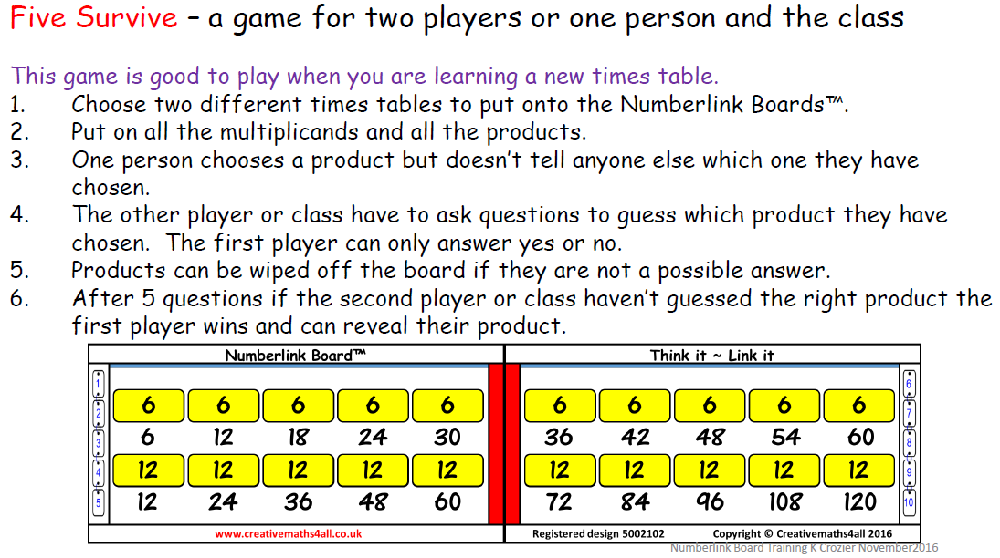 Five Survive – a game for two players or one person and the class
This game is good to play when you are learning a new times table.
1. Choose two different times tables to put onto the Numberlink Boards™.
2. Put on all the multiplicands and all the products.
3. One person chooses a product but doesn't tell anyone else which one they have
chosen.
4. The other player or class have to ask questions to guess which product they have
chosen. The first player can only answer yes or no.
5. Products can be wiped off the board if they are not a possible answer.
6. After 5 questions if the second player or class haven't guessed the right product the
first player wins and can reveal their product.
Numberlink Board™ Think it ~ Link it
1 6
6 6 6 6 6 6 6 6 6 6
2 7
3 6 12 18 24 30 36 42 48 54 60 8
4 12 12 12 12 12 12 12 12 12 12 9
5 12 24 36 48 60 72 84 96 108 120 10
www.creativemaths4all.co.uk Registered design 5002102 Copyright © Creativemaths4all 2016
Numberlink Board Training K Crozier November2016